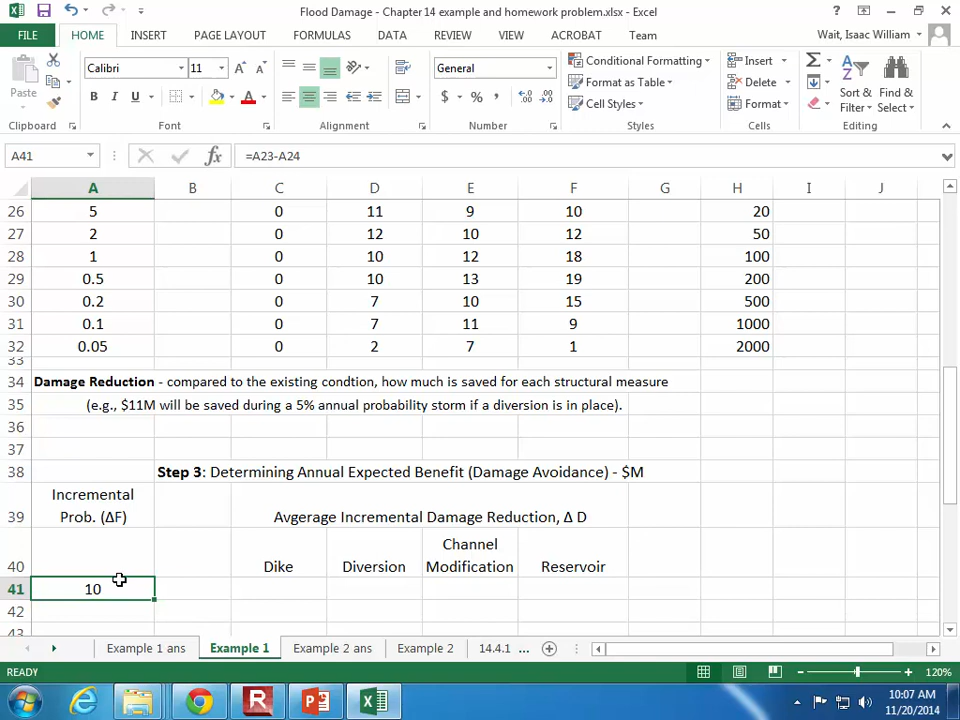 Flood Damage - Chapter 14 example and homework problem.xlsx - Excel
FILE HOME INSERT PAGE LAYOUT FORMULAS DATA REVIEW VIEW ACROBAT Team Wait, Isaac William
Paste Calibri 11 General Conditional Formatting Insert
Format as Table Delete Sort & Filter Find & Select
B I U A $ % , Cell Styles Format
Clipboard Font Alignment Number Styles Cells Editing
A41 fx =A23-A24
A B C D E F G H I J
26 5 0 11 9 10 20
27 2 0 12 10 12 50
28 1 0 10 12 18 100
29 0.5 0 10 13 19 200
30 0.2 0 7 10 15 500
31 0.1 0 7 11 9 1000
32 0.05 0 2 7 1 2000
33
34 Damage Reduction - compared to the existing condtion, how much is saved for each structural measure
35 (e.g., $11M will be saved during a 5% annual probability storm if a diversion is in place).
36
37
38 Step 3: Determining Annual Expected Benefit (Damage Avoidance) - $M
Incremental
39 Prob. (ΔF) Avgerage Incremental Damage Reduction, Δ D
Channel
40 Dike Diversion Modification Reservoir
41 10
42
43
Example 1 ans Example 1 Example 2 ans Example 2 14.4.1 ...
READY 120%
10:07 AM
11/20/2014